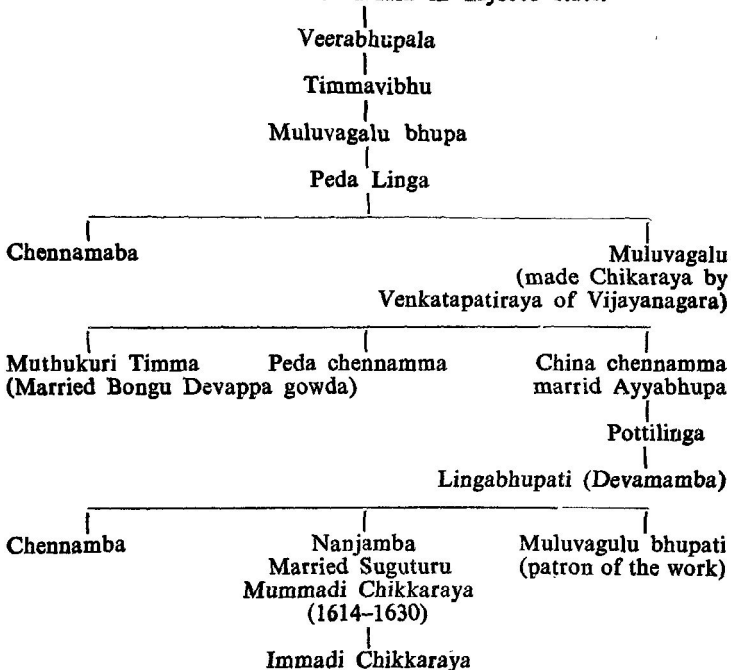 Veerabhupala
Timmavibhu
Muluvagalu bhupa
Peda Linga
Chennamaba
Muluvagalu
(made Chikaraya by
Venkatapatiraya of Vijayanagara)
Muthukuri Timma Peda chennamma China chennamma
(Married Bongu Devappa gowda) marrid Ayyabhupa
Pottilinga
Lingabhupati (Devamamba)
Chennamba Nanjamba Muluvagulu bhupati
Married Suguturu (patron of the work)
Mummadi Chikkaraya
(1614–1630)
Immadi Chikkaraya